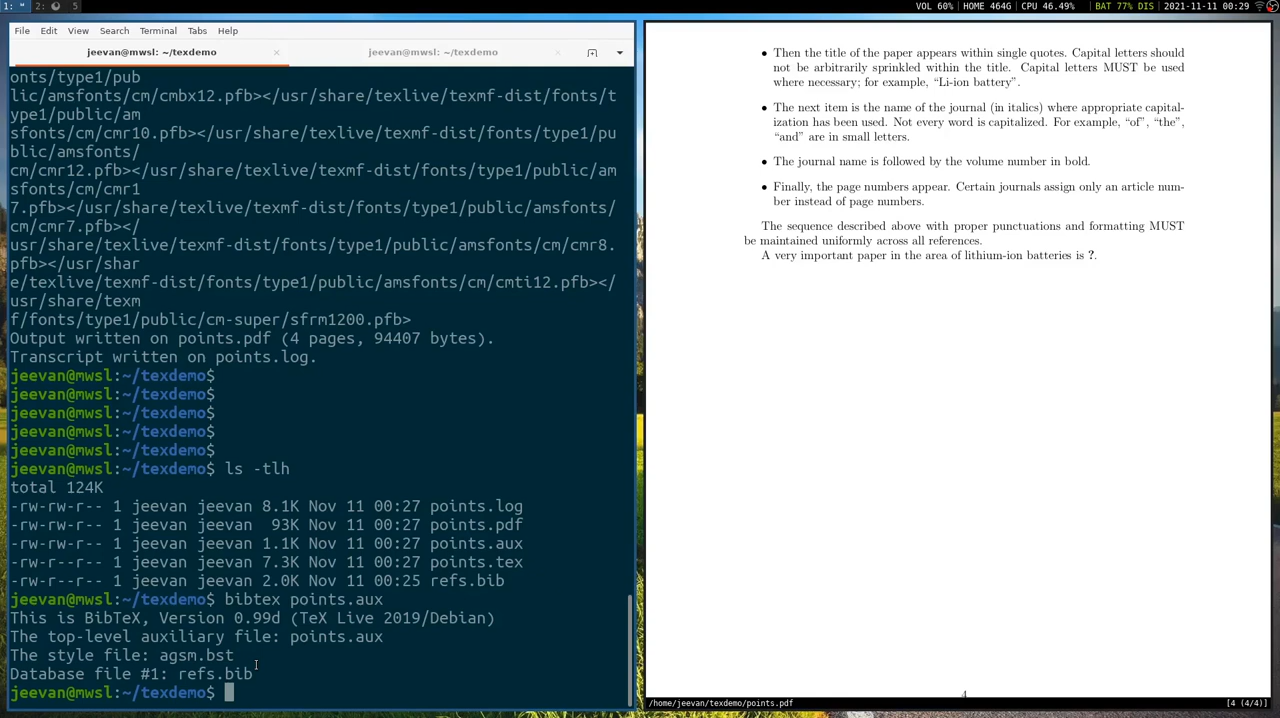 1: 2: 5 VOL 60% HOME 464G CPU 46.49% BAT 77% DIS 2021-11-11 00:29
File Edit View Search Terminal Tabs Help
jeevan@mwsl: ~/texdemo × jeevan@mwsl: ~/texdemo ×
onts/type1/pub
lic/amsfonts/cm/cmbx12.pfb></usr/share/texlive/texmf-dist/fonts/t
ype1/public/am
sfonts/cm/cmr10.pfb></usr/share/texlive/texmf-dist/fonts/type1/pu
blic/amsfonts/
cm/cmr12.pfb></usr/share/texlive/texmf-dist/fonts/type1/public/am
sfonts/cm/cmr1
7.pfb></usr/share/texlive/texmf-dist/fonts/type1/public/amsfonts/
cm/cmr7.pfb></
usr/share/texlive/texmf-dist/fonts/type1/public/amsfonts/cm/cmr8.
pfb></usr/shar
e/texlive/texmf-dist/fonts/type1/public/amsfonts/cm/cmti12.pfb></
usr/share/texm
f/fonts/type1/public/cm-super/sfrm1200.pfb>
Output written on points.pdf (4 pages, 94407 bytes).
Transcript written on points.log.
jeevan@mwsl:~/texdemo$
jeevan@mwsl:~/texdemo$
jeevan@mwsl:~/texdemo$
jeevan@mwsl:~/texdemo$
jeevan@mwsl:~/texdemo$
jeevan@mwsl:~/texdemo$ ls -tlh
total 124K
-rw-rw-r-- 1 jeevan jeevan 8.1K Nov 11 00:27 points.log
-rw-rw-r-- 1 jeevan jeevan  93K Nov 11 00:27 points.pdf
-rw-rw-r-- 1 jeevan jeevan 1.1K Nov 11 00:27 points.aux
-rw-rw-r-- 1 jeevan jeevan 7.3K Nov 11 00:27 points.tex
-rw-rw-r-- 1 jeevan jeevan 2.0K Nov 11 00:25 refs.bib
jeevan@mwsl:~/texdemo$ bibtex points.aux
This is BibTeX, Version 0.99d (TeX Live 2019/Debian)
The top-level auxiliary file: points.aux
The style file: agsm.bst
Database file #1: refs.bib
jeevan@mwsl:~/texdemo$
• Then the title of the paper appears within single quotes. Capital letters should
not be arbitrarily sprinkled within the title. Capital letters MUST be used
where necessary; for example, “Li-ion battery”.
• The next item is the name of the journal (in italics) where appropriate capital-
ization has been used. Not every word is capitalized. For example, “of”, “the”,
“and” are in small letters.
• The journal name is followed by the volume number in bold.
• Finally, the page numbers appear. Certain journals assign only an article num-
ber instead of page numbers.
The sequence described above with proper punctuations and formatting MUST
be maintained uniformly across all references.
A very important paper in the area of lithium-ion batteries is ?.
4
/home/jeevan/texdemo/points.pdf [4 (4/4)]